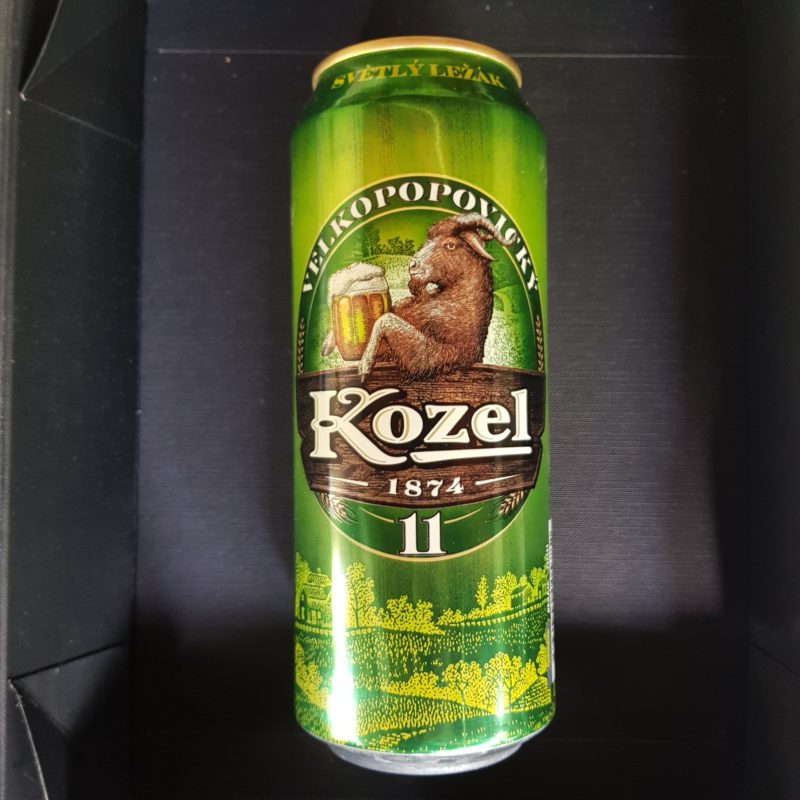 SVĚTLÝ LEŽÁK
VELKOPOPOVICKÝ
Kozel
1874
11